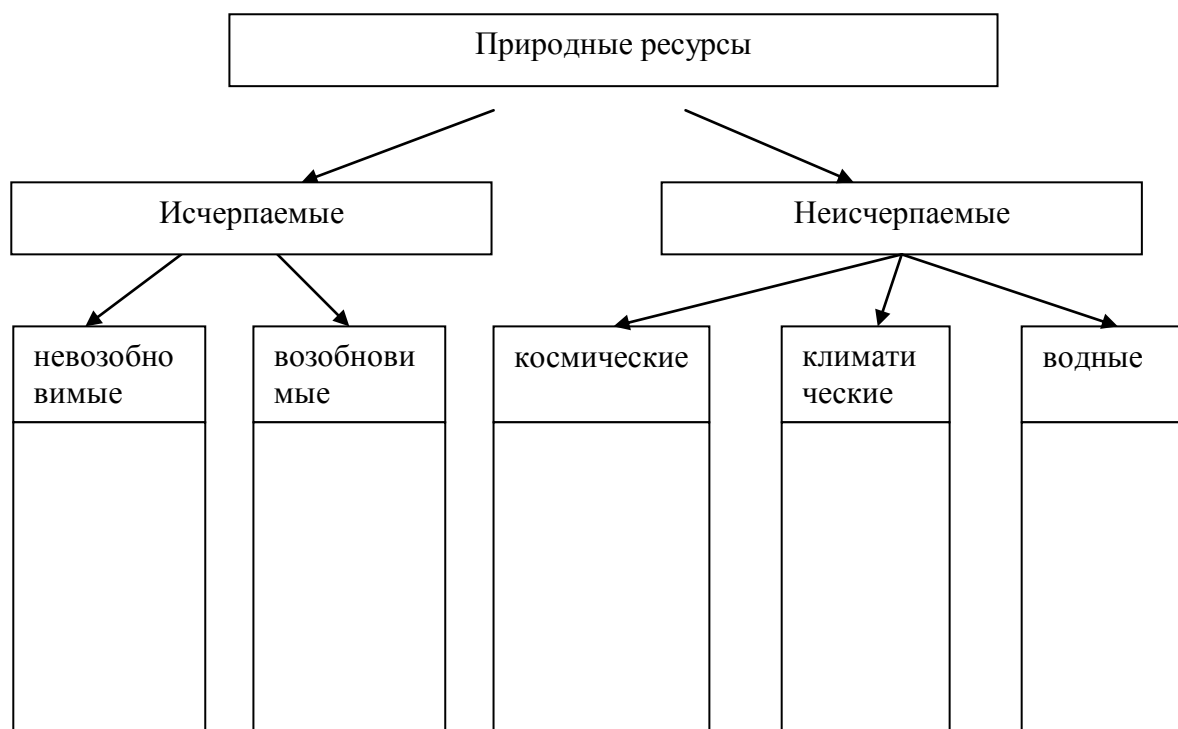 Природные ресурсы
Исчерпаемые
Неисчерпаемые
невозобно
вимые
возобнови
мые
космические
климати
ческие
водные